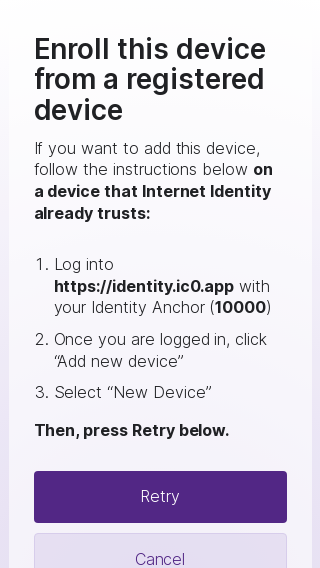 Enroll this device
from a registered
device
If you want to add this device,
follow the instructions below on
a device that Internet Identity
already trusts:
1. Log into
https://identity.ic0.app with
your Identity Anchor (10000)
2. Once you are logged in, click
“Add new device”
3. Select “New Device”
Then, press Retry below.
Retry
Cancel